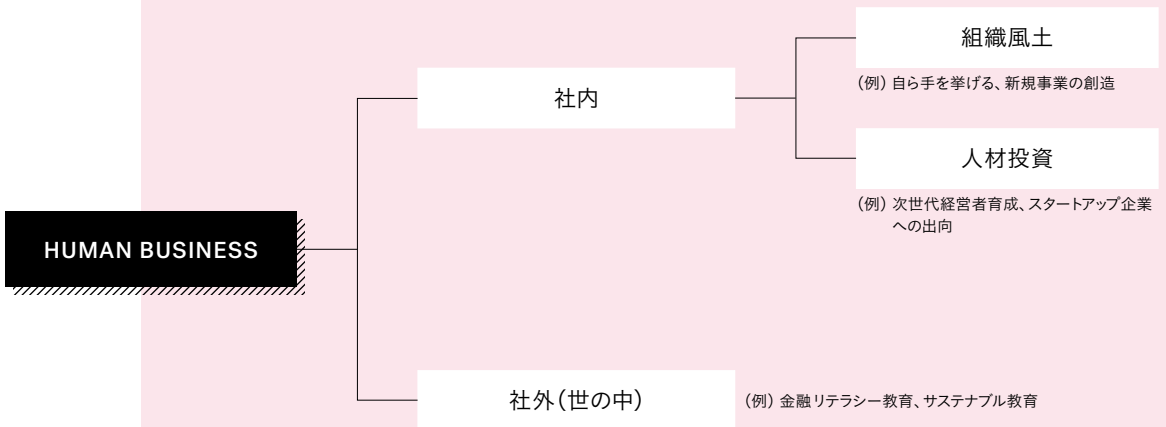 組織風土
(例) 自ら手を挙げる、新規事業の創造
社内
人材投資
(例) 次世代経営者育成、スタートアップ企業
への出向
HUMAN BUSINESS
社外(世の中)
(例) 金融リテラシー教育、サステナブル教育